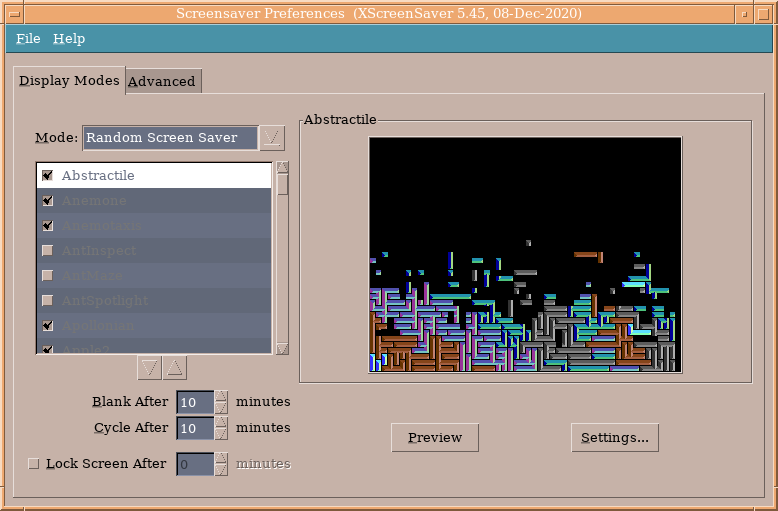 Screensaver Preferences (XScreenSaver 5.45, 08-Dec-2020)
File Help
Display Modes Advanced
Mode: Random Screen Saver
Abstractile
Anemone
Anemotaxis
AntInspect
AntMaze
AntSpotlight
Apollonian
Apple2
Blank After 10 minutes
Cycle After 10 minutes
Lock Screen After 0 minutes
Abstractile
Preview Settings...